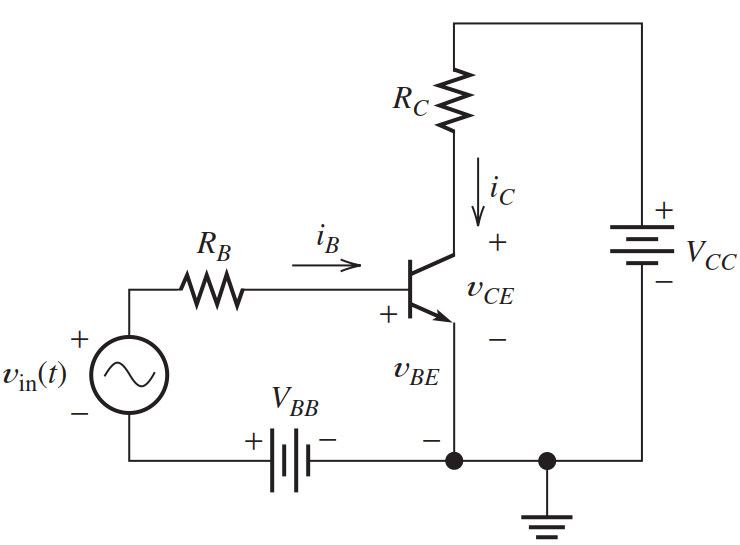 R_C
i_C
+
+
R_B
i_B
+
V_CC
v_CE
−
+
+
−
v_in(t)
v_BE
−
V_BB
+
−
−